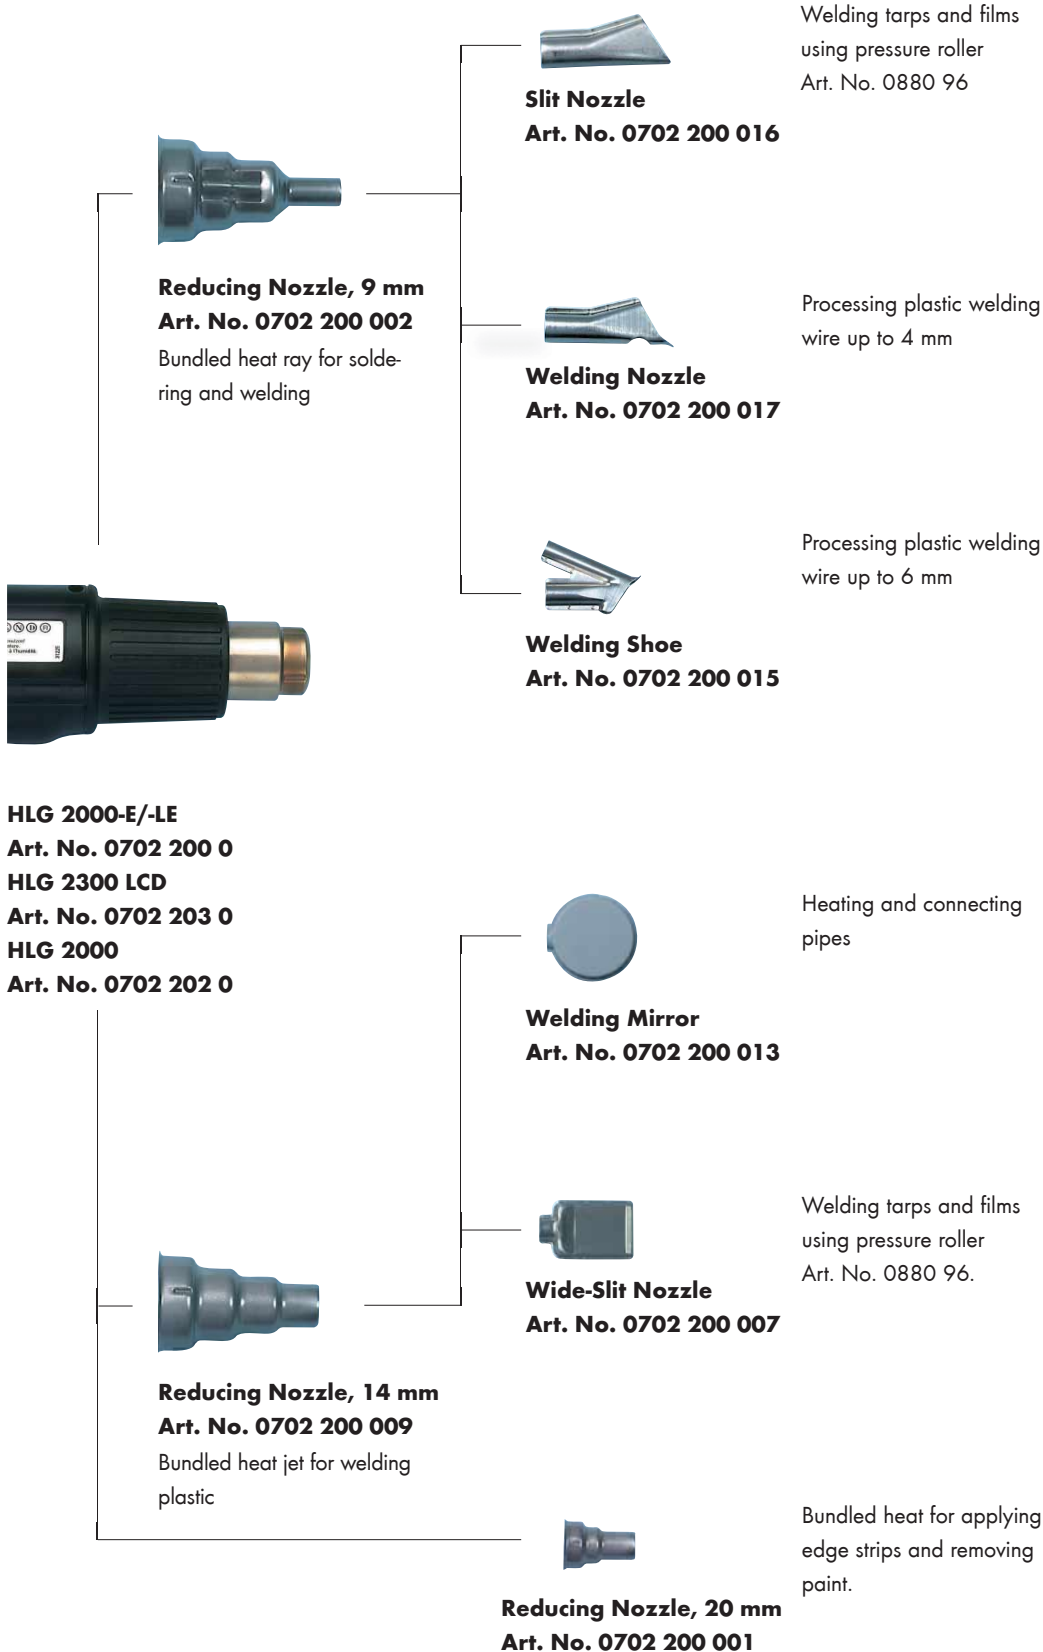 Welding tarps and films
using pressure roller
Art. No. 0880 96
Slit Nozzle
Art. No. 0702 200 016
Reducing Nozzle, 9 mm
Art. No. 0702 200 002
Bundled heat ray for solde-
ring and welding
Processing plastic welding
wire up to 4 mm
Welding Nozzle
Art. No. 0702 200 017
Processing plastic welding
wire up to 6 mm
Welding Shoe
Art. No. 0702 200 015
à l'humidité.
HLG 2000-E/-LE
Art. No. 0702 200 0
HLG 2300 LCD
Art. No. 0702 203 0
HLG 2000
Art. No. 0702 202 0
Heating and connecting
pipes
Welding Mirror
Art. No. 0702 200 013
Welding tarps and films
using pressure roller
Art. No. 0880 96.
Wide-Slit Nozzle
Art. No. 0702 200 007
Reducing Nozzle, 14 mm
Art. No. 0702 200 009
Bundled heat jet for welding
plastic
Bundled heat for applying
edge strips and removing
paint.
Reducing Nozzle, 20 mm
Art. No. 0702 200 001